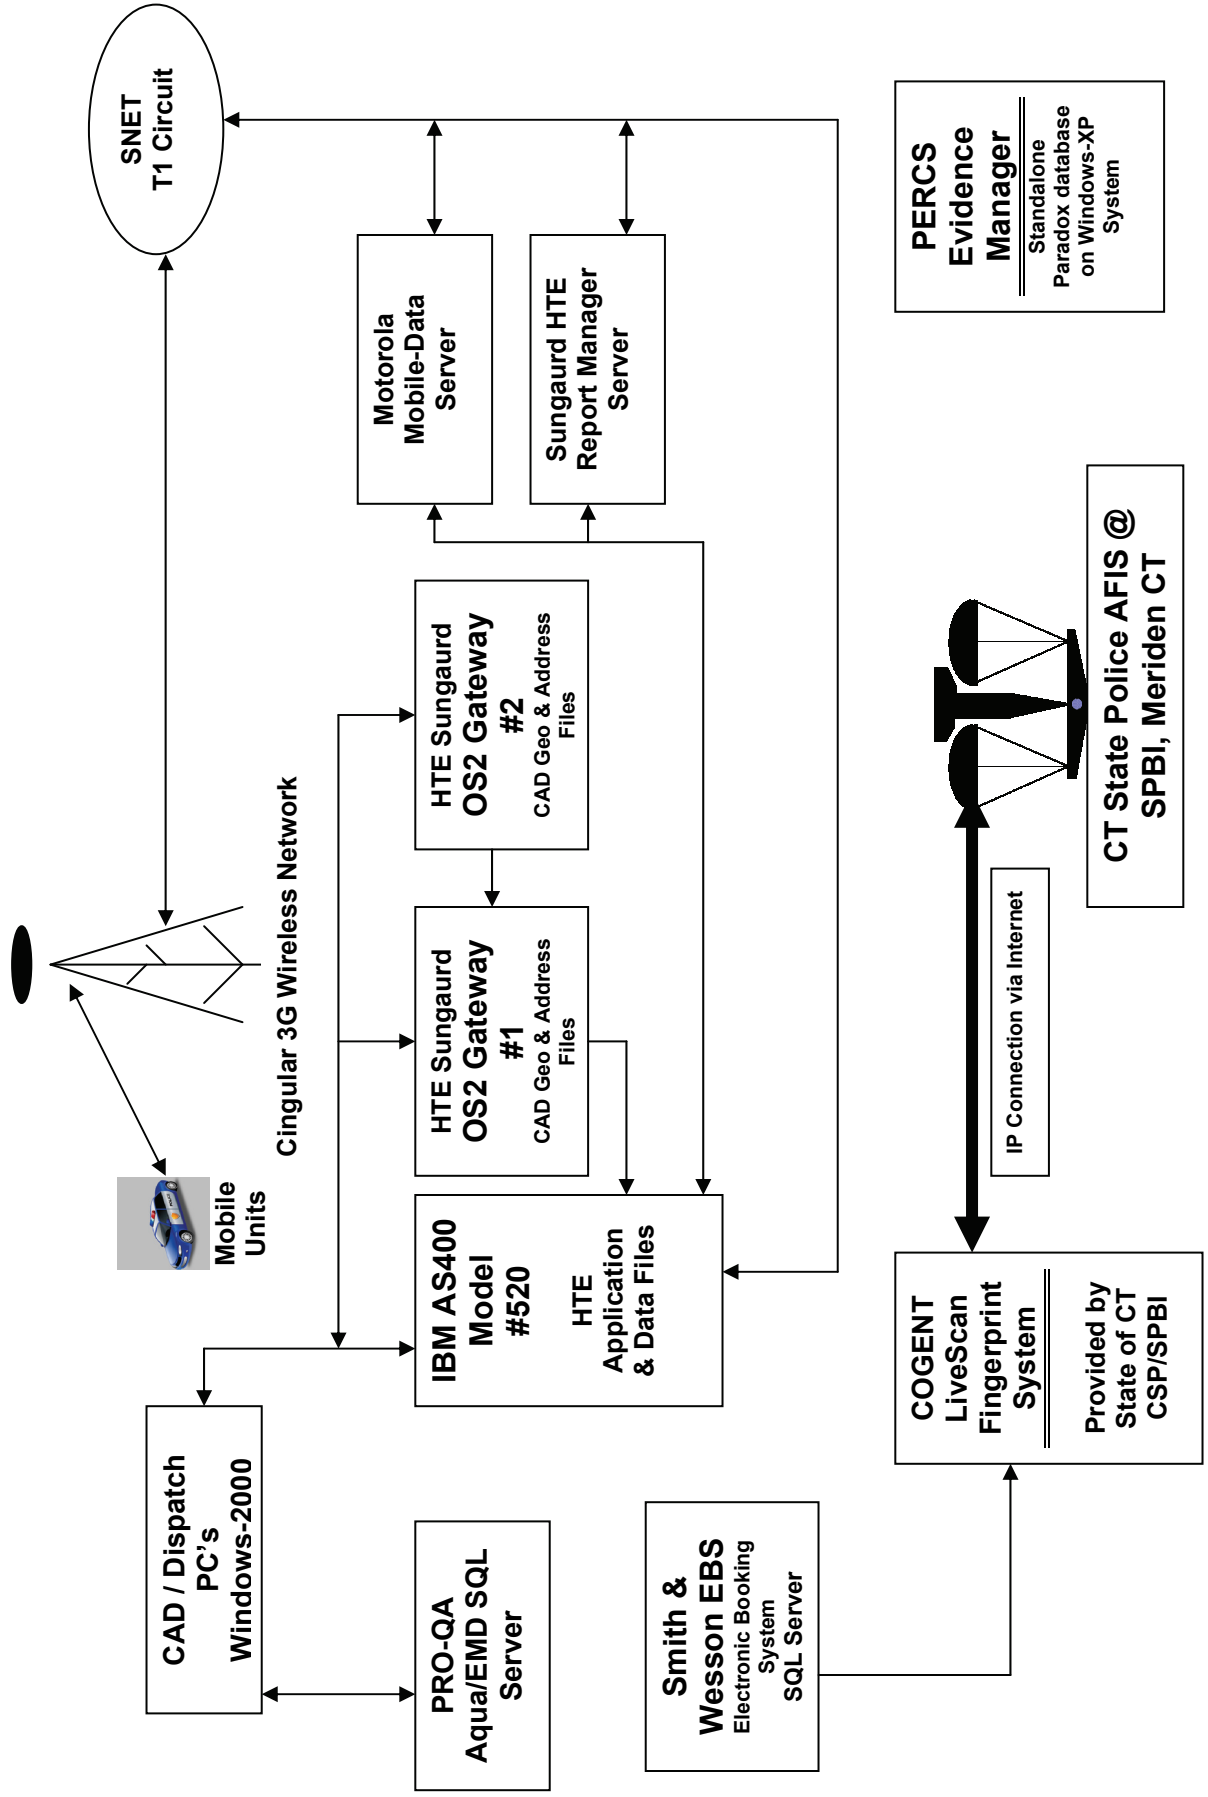 CAD / Dispatch
PC's
Windows-2000
Mobile
Units
Cingular 3G Wireless Network
SNET
T1 Circuit
PRO-QA
Aqua/EMD SQL
Server
IBM AS400
Model
#520
HTE
Application
& Data Files
HTE Sungaurd
OS2 Gateway
#1
CAD Geo & Address
Files
HTE Sungaurd
OS2 Gateway
#2
CAD Geo & Address
Files
Motorola
Mobile-Data
Server
Sungaurd HTE
Report Manager
Server
Smith &
Wesson EBS
Electronic Booking
System
SQL Server
COGENT
LiveScan
Fingerprint
System
Provided by
State of CT
CSP/SPBI
IP Connection via Internet
CT State Police AFIS @
SPBI, Meriden CT
PERCS
Evidence
Manager
Standalone
Paradox database
on Windows-XP
System